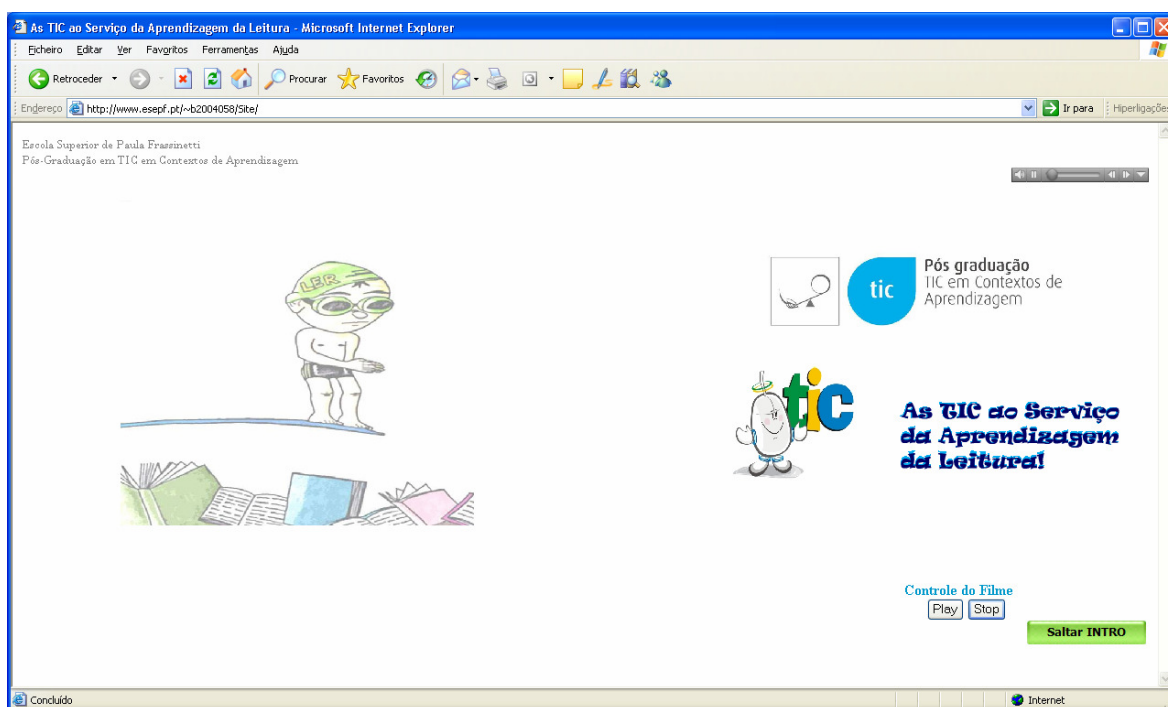 As TIC ao Serviço da Aprendizagem da Leitura - Microsoft Internet Explorer
Ficheiro Editar Ver Favoritos Ferramentas Ajuda
Retroceder Procurar Favoritos
Endereço http://www.esepf.pt/~b2004058/Site/ Ir para Hiperligações
Escola Superior de Paula Frassinetti
Pós-Graduação em TIC em Contextos de Aprendizagem
LER
tic
Pós graduação
TIC em Contextos de
Aprendizagem
tic
As TIC ao Serviço
da Aprendizagem
da Leitura!
Controle do Filme
Play Stop
Saltar INTRO
Concluído Internet